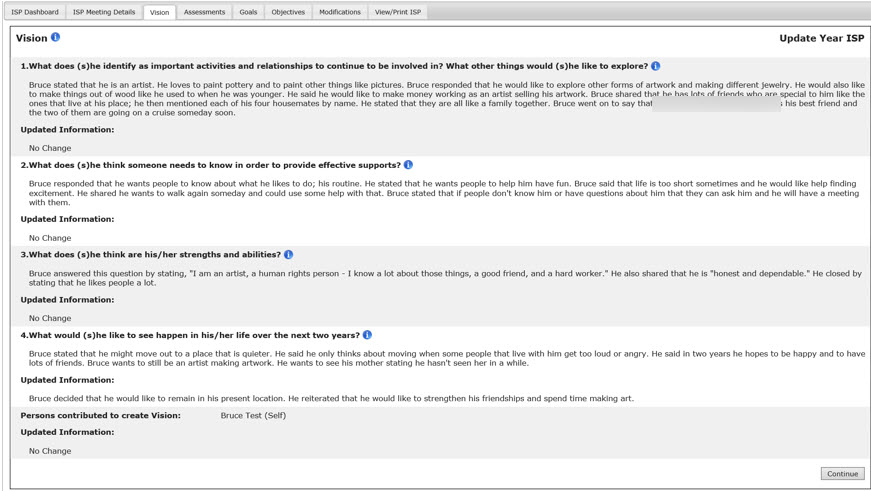 ISP Dashboard ISP Meeting Details Vision Assessments Goals Objectives Modifications View/Print ISP
Vision Update Year ISP
1.What does (s)he identify as important activities and relationships to continue to be involved in? What other things would (s)he like to explore?
Bruce stated that he is an artist. He loves to paint pottery and to paint other things like pictures. Bruce responded that he would like to explore other forms of artwork and making different jewelry. He would also like
to make things out of wood like he used to when he was younger. He said he would like to make money working as an artist selling his artwork. Bruce shared that he has lots of friends who are special to him like the
ones that live at his place; he then mentioned each of his four housemates by name. He stated that they are all like a family together. Bruce went on to say that his best friend and
the two of them are going on a cruise someday soon.
Updated Information:
No Change
2.What does (s)he think someone needs to know in order to provide effective supports?
Bruce responded that he wants people to know about what he likes to do; his routine. He stated that he wants people to help him have fun. Bruce said that life is too short sometimes and he would like help finding
excitement. He shared he wants to walk again someday and could use some help with that. Bruce stated that if people don't know him or have questions about him that they can ask him and he will have a meeting
with them.
Updated Information:
No Change
3.What does (s)he think are his/her strengths and abilities?
Bruce answered this question by stating, "I am an artist, a human rights person - I know a lot about those things, a good friend, and a hard worker." He also shared that he is "honest and dependable." He closed by
stating that he likes people a lot.
Updated Information:
No Change
4.What would (s)he like to see happen in his/her life over the next two years?
Bruce stated that he might move out to a place that is quieter. He said he only thinks about moving when some people that live with him get too loud or angry. He said in two years he hopes to be happy and to have
lots of friends. Bruce wants to still be an artist making artwork. He wants to see his mother stating he hasn't seen her in a while.
Updated Information:
Bruce decided that he would like to remain in his present location. He reiterated that he would like to strengthen his friendships and spend time making art.
Persons contributed to create Vision: Bruce Test (Self)
Updated Information:
No Change
Continue